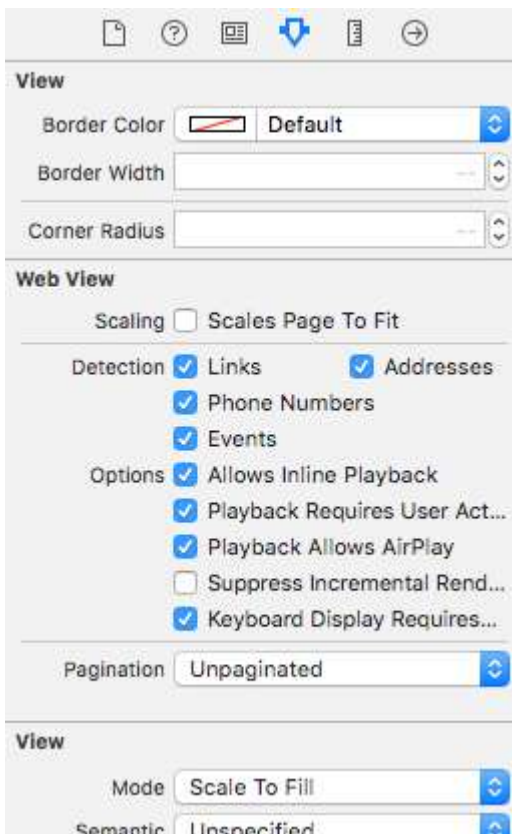 View
Border Color Default
Border Width --
Corner Radius --
Web View
Scaling Scales Page To Fit
Detection Links Addresses
Phone Numbers
Events
Options Allows Inline Playback
Playback Requires User Act...
Playback Allows AirPlay
Suppress Incremental Rend...
Keyboard Display Requires...
Pagination Unpaginated
View
Mode Scale To Fill
Semantic Unspecified